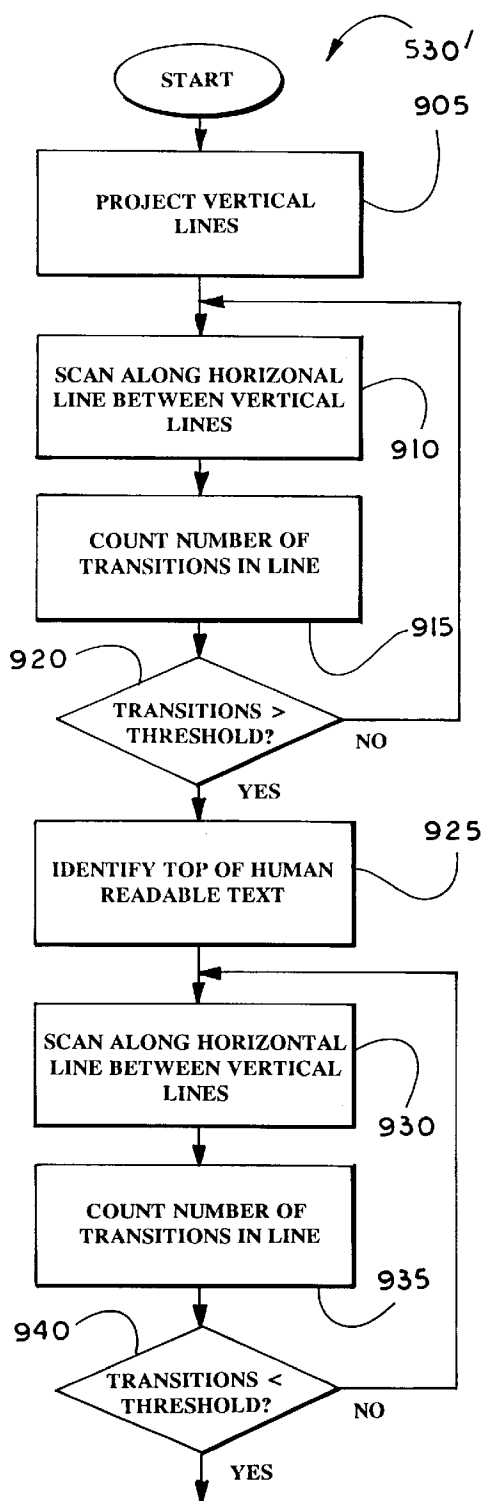 530'
START
905
PROJECT VERTICAL
LINES
SCAN ALONG HORIZONAL
LINE BETWEEN VERTICAL
LINES
910
COUNT NUMBER OF
TRANSITIONS IN LINE
915
920
TRANSITIONS >
THRESHOLD?
NO
YES
925
IDENTIFY TOP OF HUMAN
READABLE TEXT
SCAN ALONG HORIZONTAL
LINE BETWEEN VERTICAL
LINES
930
COUNT NUMBER OF
TRANSITIONS IN LINE
935
940
TRANSITIONS <
THRESHOLD?
NO
YES